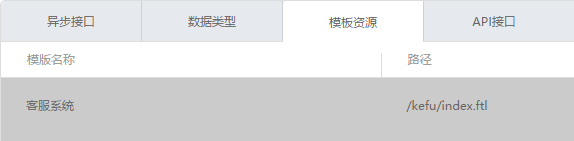 异步接口 数据类型 模板资源 API接口
模版名称 路径
客服系统 /kefu/index.ftl